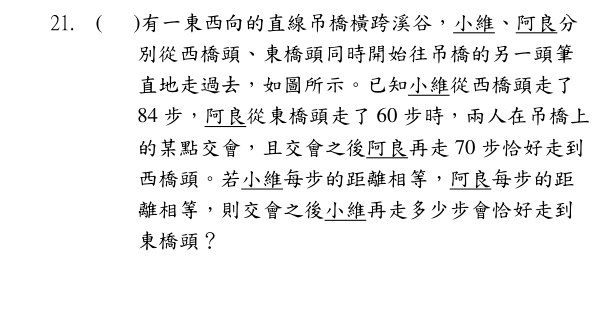 21. (　　)有一東西向的直線吊橋橫跨溪谷，小維、阿良分
別從西橋頭、東橋頭同時開始往吊橋的另一頭筆
直地走過去，如圖所示。已知小維從西橋頭走了
84 步，阿良從東橋頭走了 60 步時，兩人在吊橋上
的某點交會，且交會之後阿良再走 70 步恰好走到
西橋頭。若小維每步的距離相等，阿良每步的距
離相等，則交會之後小維再走多少步會恰好走到
東橋頭？